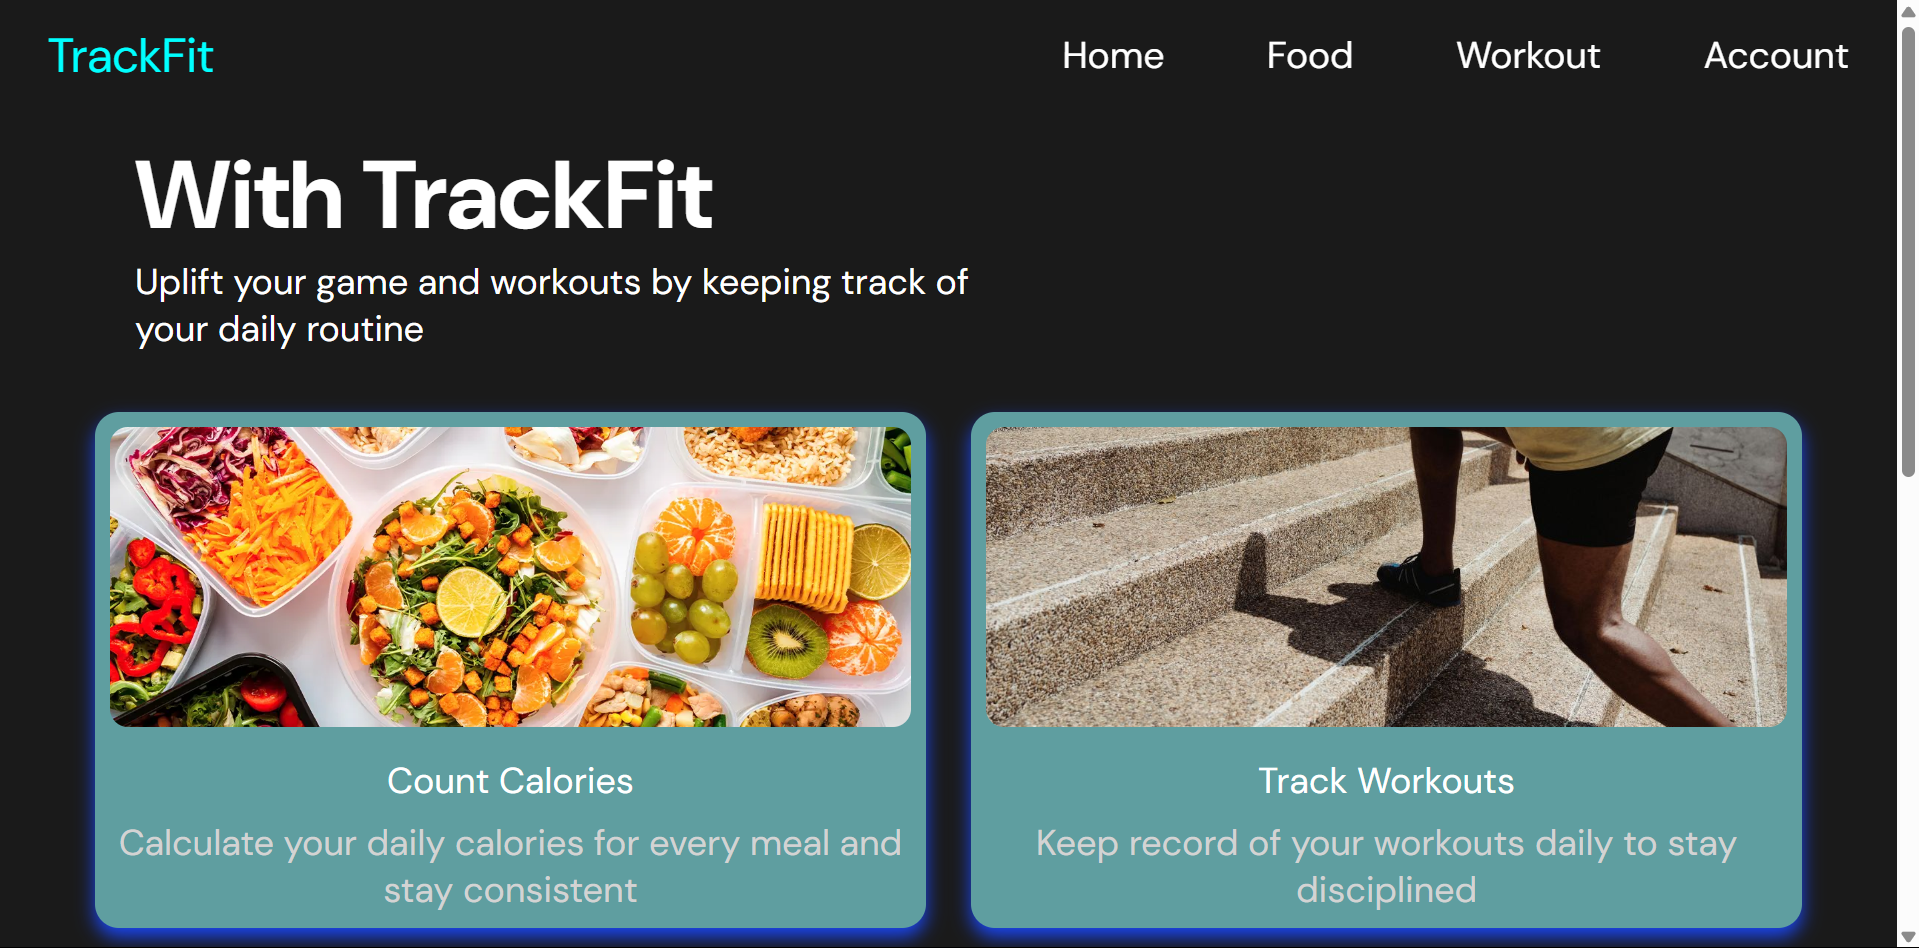 TrackFit
Home
Food
Workout
Account
With TrackFit
Uplift your game and workouts by keeping track of
your daily routine
Count Calories
Calculate your daily calories for every meal and
stay consistent
Track Workouts
Keep record of your workouts daily to stay
disciplined